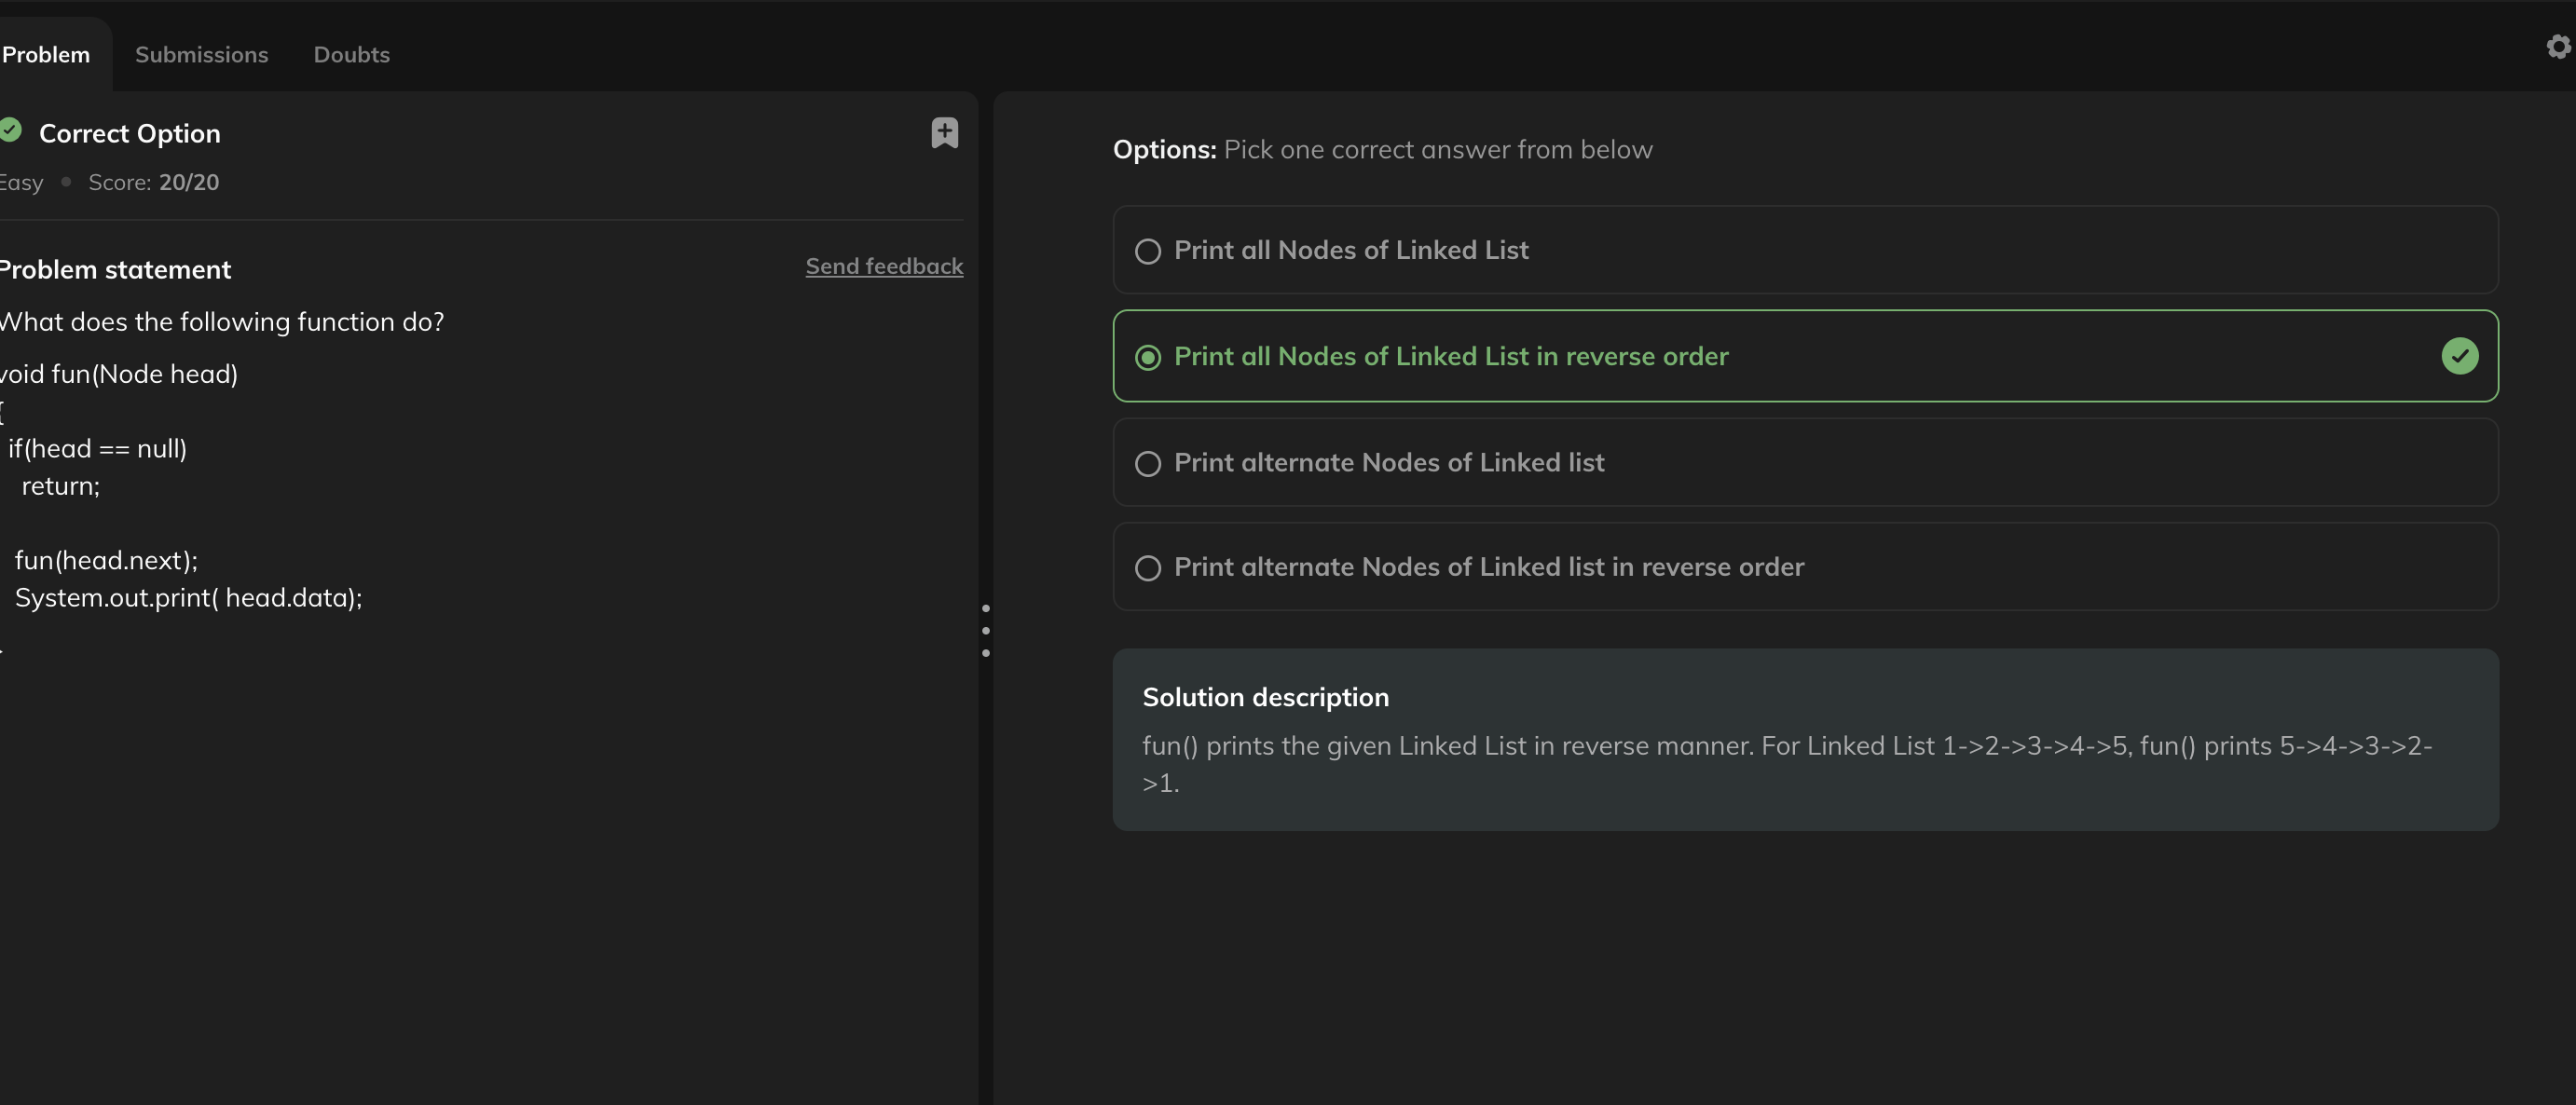 Problem Submissions Doubts
Correct Option
Easy • Score: 20/20
Problem statement
Send feedback
What does the following function do?
void fun(Node head)
{
if(head == null)
return;
fun(head.next);
System.out.print( head.data);
Options: Pick one correct answer from below
Print all Nodes of Linked List
Print all Nodes of Linked List in reverse order
Print alternate Nodes of Linked list
Print alternate Nodes of Linked list in reverse order
Solution description
fun() prints the given Linked List in reverse manner. For Linked List 1->2->3->4->5, fun() prints 5->4->3->2-
>1.